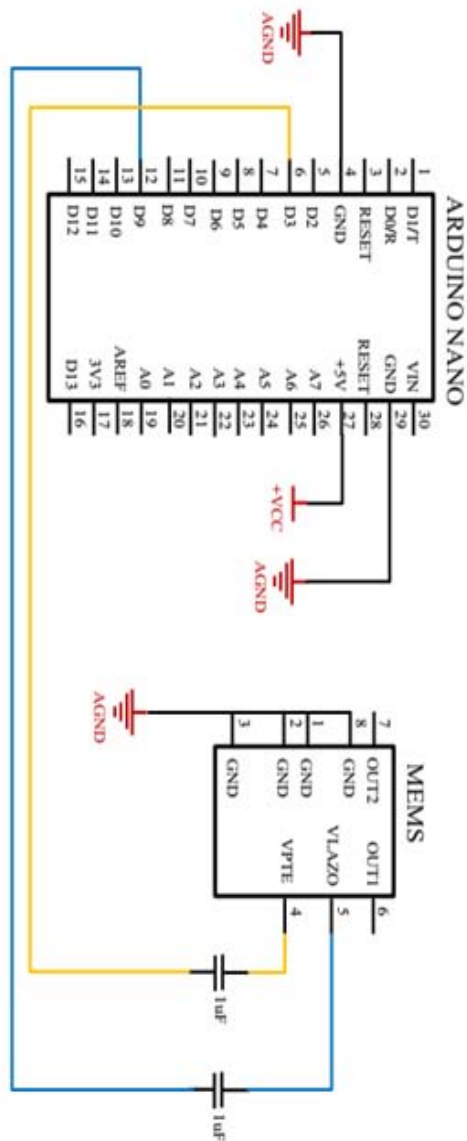 ARDUINO NANO
1 D1/T
2 D0/R
3 RESET
4 GND
5 D2
6 D3
7 D4
8 D5
9 D6
10 D7
11 D8
12 D9
13 D10
14 D11
15 D12
VIN 30
GND 29
RESET 28
+5V 27
A7 26
A6 25
A5 24
A4 23
A3 22
A2 21
A1 20
A0 19
AREF 18
3V3 17
D13 16
AGND
+VCC
AGND
MEMS
7 OUT2
8 GND
1 GND
2 GND
3 GND
OUT1 6
VLAZO 5
VPTE 4
AGND
1uF
1uF